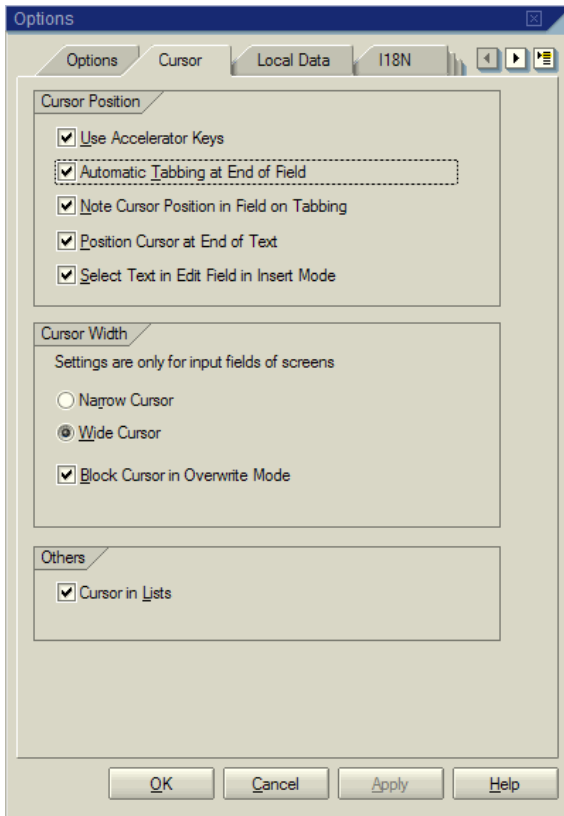 Options
Options Cursor Local Data I18N
Cursor Position
Use Accelerator Keys
Automatic Tabbing at End of Field
Note Cursor Position in Field on Tabbing
Position Cursor at End of Text
Select Text in Edit Field in Insert Mode
Cursor Width
Settings are only for input fields of screens
Narrow Cursor
Wide Cursor
Block Cursor in Overwrite Mode
Others
Cursor in Lists
OK Cancel Apply Help